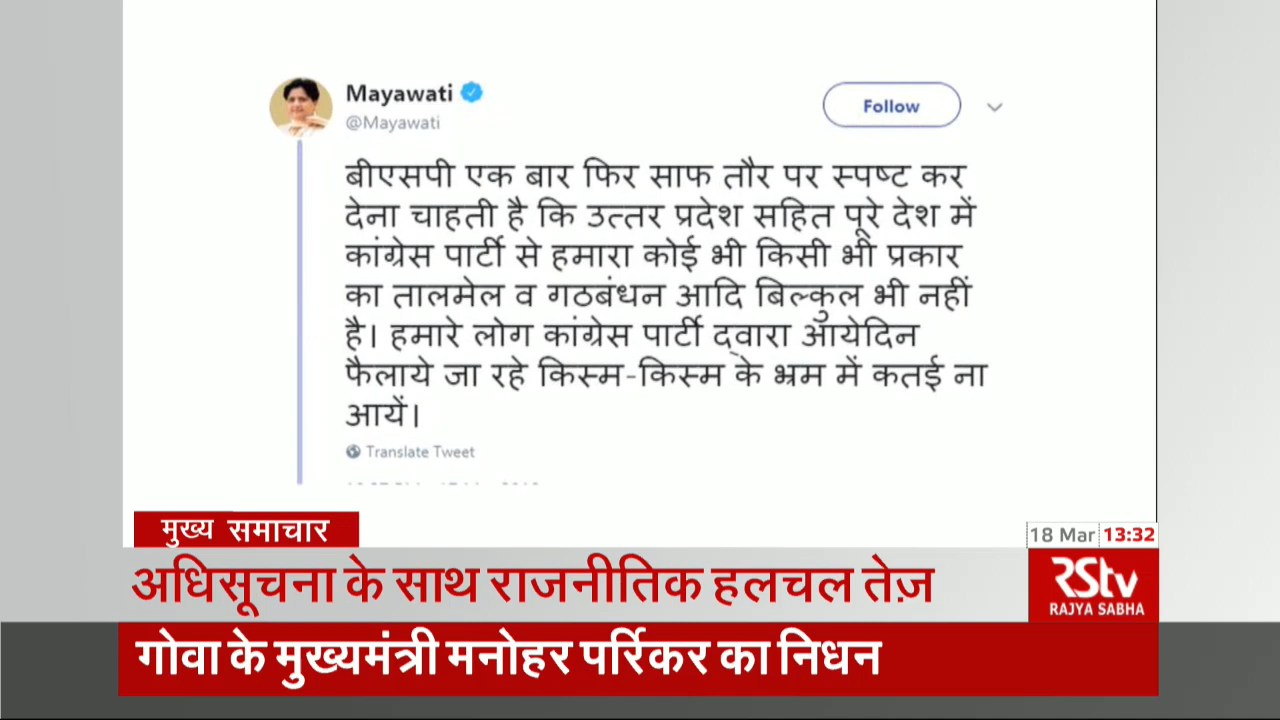 Mayawati
@Mayawati
Follow
बीएसपी एक बार फिर साफ तौर पर स्पष्ट कर
देना चाहती है कि उत्तर प्रदेश सहित पूरे देश में
कांग्रेस पार्टी से हमारा कोई भी किसी भी प्रकार
का तालमेल व गठबंधन आदि बिल्कुल भी नहीं
है। हमारे लोग कांग्रेस पार्टी द्वारा आयेदिन
फैलाये जा रहे किस्म-किस्म के भ्रम में कतई ना
आयें।
Translate Tweet
मुख्य समाचार
18 Mar 13:32
अधिसूचना के साथ राजनीतिक हलचल तेज़
RStv
RAJYA SABHA
गोवा के मुख्यमंत्री मनोहर पर्रिकर का निधन